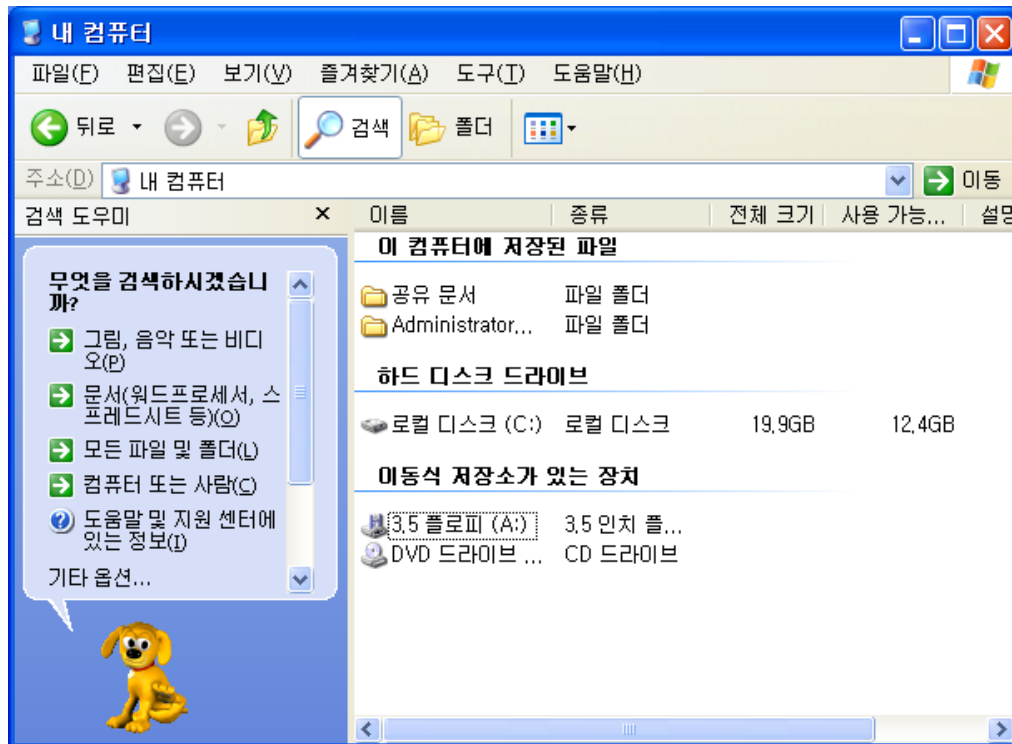 내 컴퓨터
파일(F) 편집(E) 보기(V) 즐겨찾기(A) 도구(T) 도움말(H)
뒤로 검색 폴더
주소(D) 내 컴퓨터 이동
검색 도우미
무엇을 검색하시겠습니
까?
그림, 음악 또는 비디
오(P)
문서(워드프로세서, 스
프레드시트 등)(O)
모든 파일 및 폴더(L)
컴퓨터 또는 사람(C)
도움말 및 지원 센터에
있는 정보(I)
기타 옵션...
이름 종류 전체 크기 사용 가능... 설명
이 컴퓨터에 저장된 파일
공유 문서 파일 폴더
Administrator... 파일 폴더
하드 디스크 드라이브
로컬 디스크 (C:) 로컬 디스크 19.9GB 12.4GB
이동식 저장소가 있는 장치
3.5 플로피 (A:) 3.5 인치 플...
DVD 드라이브 ... CD 드라이브